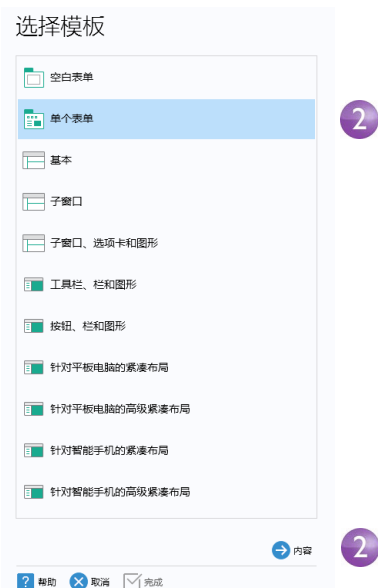 选择模板
空白表单
单个表单
2
基本
子窗口
子窗口、选项卡和图形
工具栏、栏和图形
按钮、栏和图形
针对平板电脑的紧凑布局
针对平板电脑的高级紧凑布局
针对智能手机的紧凑布局
针对智能手机的高级紧凑布局
内容
2
? 帮助 取消 完成